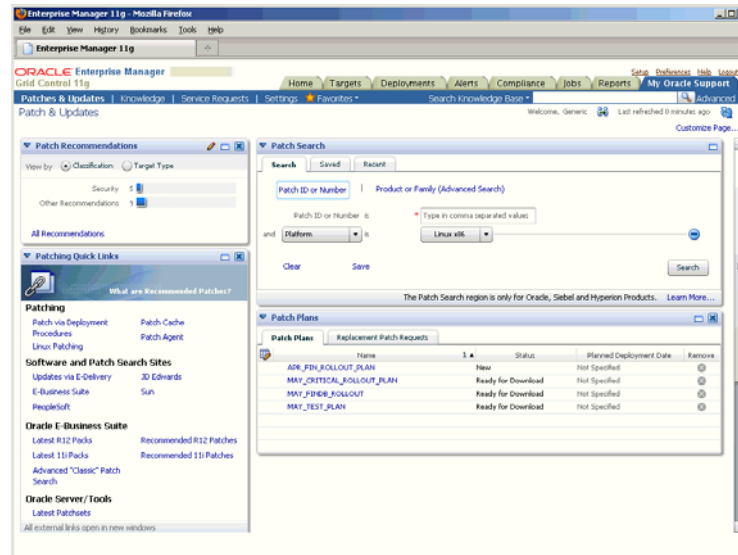 Enterprise Manager 11g - Mozilla Firefox
File Edit View History Bookmarks Tools Help
Enterprise Manager 11g
ORACLE Enterprise Manager
Grid Control 11g
Setup Preferences Help Logout
Home Targets Deployments Alerts Compliance Jobs Reports My Oracle Support
Patches & Updates | Knowledge | Service Requests | Settings Favorites Search Knowledge Base Advanced
Patch & Updates
Welcome, Generic Last refreshed 0 minutes ago
Customize Page...
Patch Recommendations
View by Classification Target Type
Security 5
Other Recommendations 9
All Recommendations
Patching Quick Links
What are Recommended Patches?
Patching
Patch via Deployment Procedures
Patch Cache
Linux Patching
Patch Agent
Software and Patch Search Sites
Updates via E-Delivery
JD Edwards
E-Business Suite
Sun
PeopleSoft
Oracle E-Business Suite
Latest R12 Packs
Recommended R12 Patches
Latest 11i Packs
Recommended 11i Patches
Advanced "Classic" Patch Search
Oracle Server/Tools
Latest Patchsets
All external links open in new windows
Patch Search
Search Saved Recent
Patch ID or Number | Product or Family (Advanced Search)
Patch ID or Number is * Type in comma separated values
and Platform is Linux x86
Clear Save Search
The Patch Search region is only for Oracle, Siebel and Hyperion Products. Learn More...
Patch Plans
Patch Plans Replacement Patch Requests
Name 1 Status Planned Deployment Date Remove
APR_FIN_ROLLOUT_PLAN New Not Specified
MAY_CRITICAL_ROLLOUT_PLAN Ready for Download Not Specified
MAY_FINDB_ROLLOUT Ready for Download Not Specified
MAY_TEST_PLAN Ready for Download Not Specified